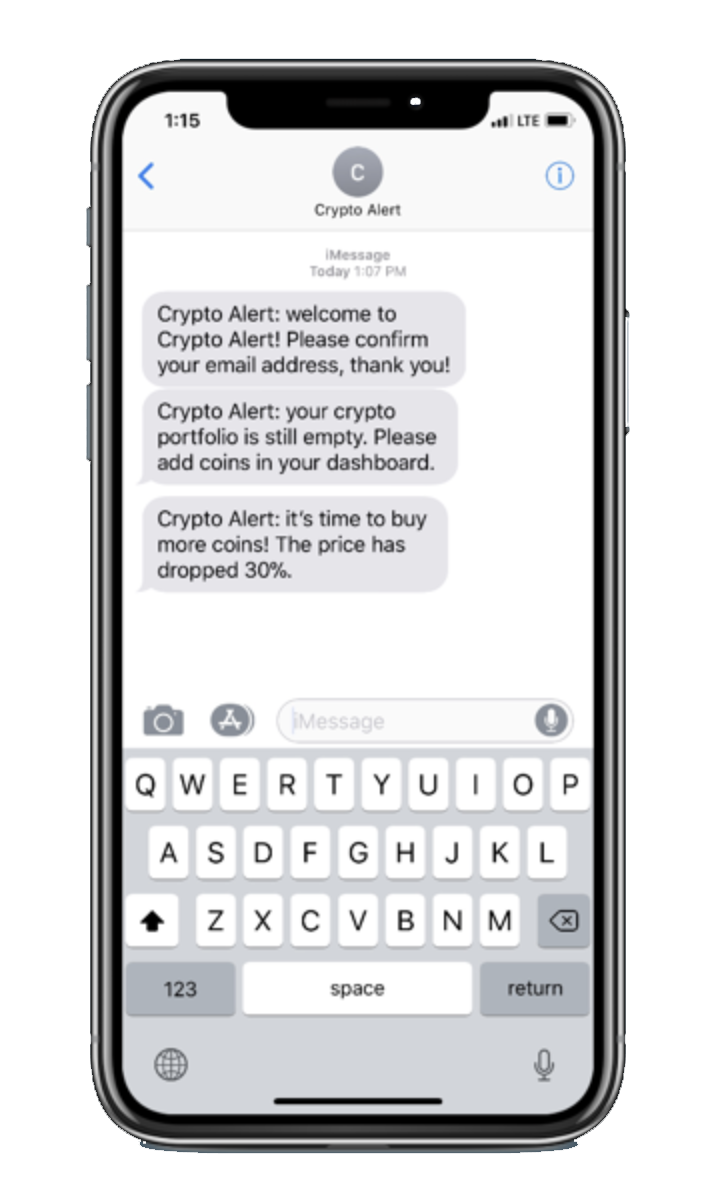 1:15
LTE
C
Crypto Alert
iMessage
Today 1:07 PM
Crypto Alert: welcome to
Crypto Alert! Please confirm
your email address, thank you!
Crypto Alert: your crypto
portfolio is still empty. Please
add coins in your dashboard.
Crypto Alert: it's time to buy
more coins! The price has
dropped 30%.
iMessage
Q W E R T Y U I O P
A S D F G H J K L
Z X C V B N M
123 space return